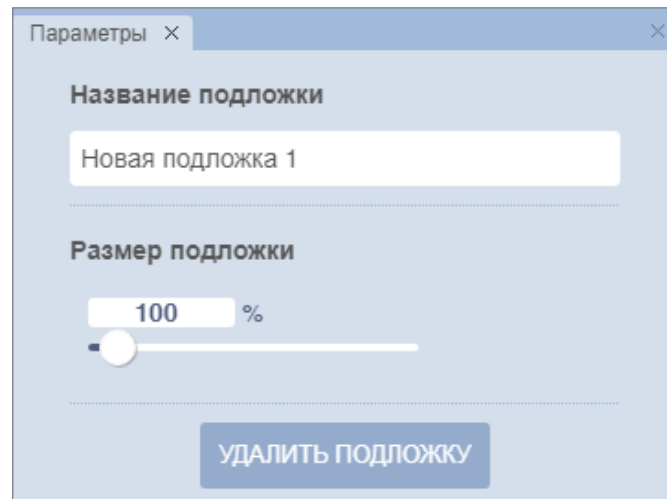 Параметры
Название подложки
Новая подложка 1
Размер подложки
100 %
УДАЛИТЬ ПОДЛОЖКУ